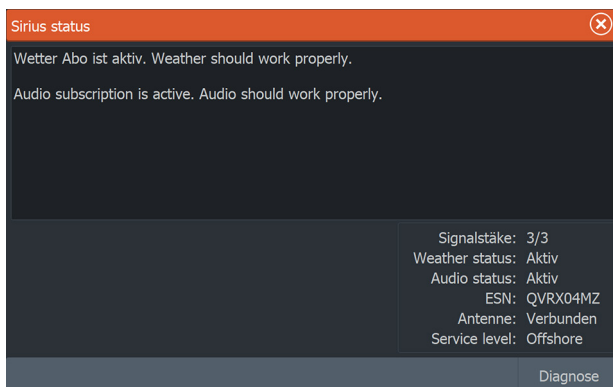 Sirius status
Wetter Abo ist aktiv. Weather should work properly.
Audio subscription is active. Audio should work properly.
Signalstäke: 3/3
Weather status: Aktiv
Audio status: Aktiv
ESN: QVRX04MZ
Antenne: Verbunden
Service level: Offshore
Diagnose